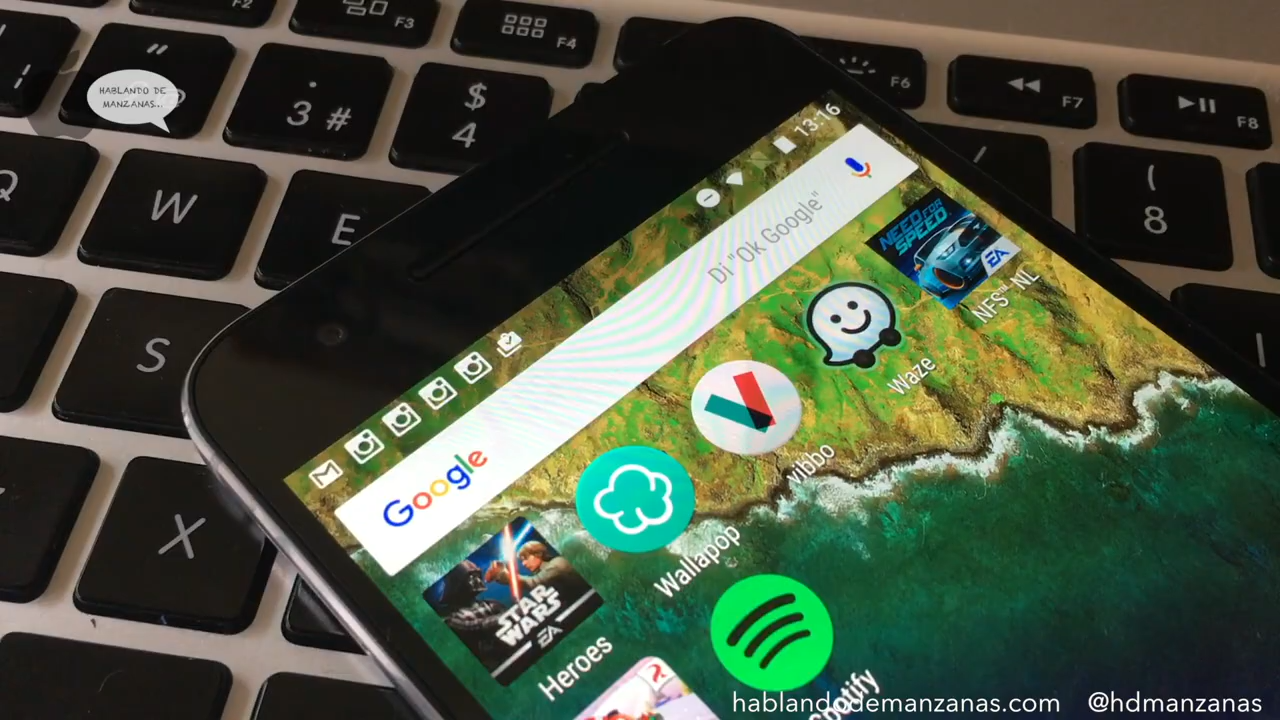 F2
F3
F4
F6
F7
F8
HABLANDO DE
MANZANAS...
"
.
3 #
$
4
/
(
8
Q
W
E
S
X
13:16
Di "Ok Google"
Google
NEED FOR
SPEED
EA
NFS™ NL
Waze
vibbo
Wallapop
STAR
WARS
EA
Heroes
Spotify
hablandodemanzanas.com @hdmanzanas